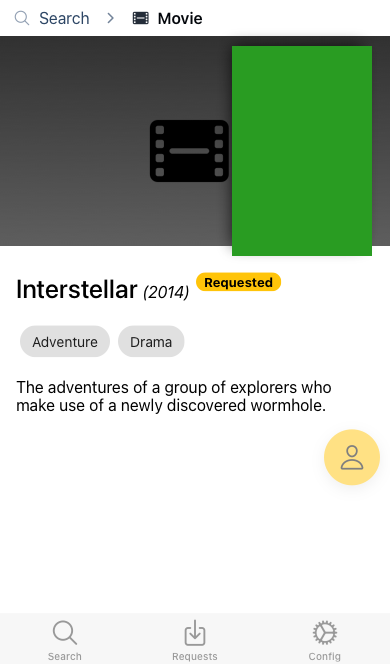 Search
Movie
Interstellar (2014) Requested
Adventure
Drama
The adventures of a group of explorers who
make use of a newly discovered wormhole.
Search
Requests
Config